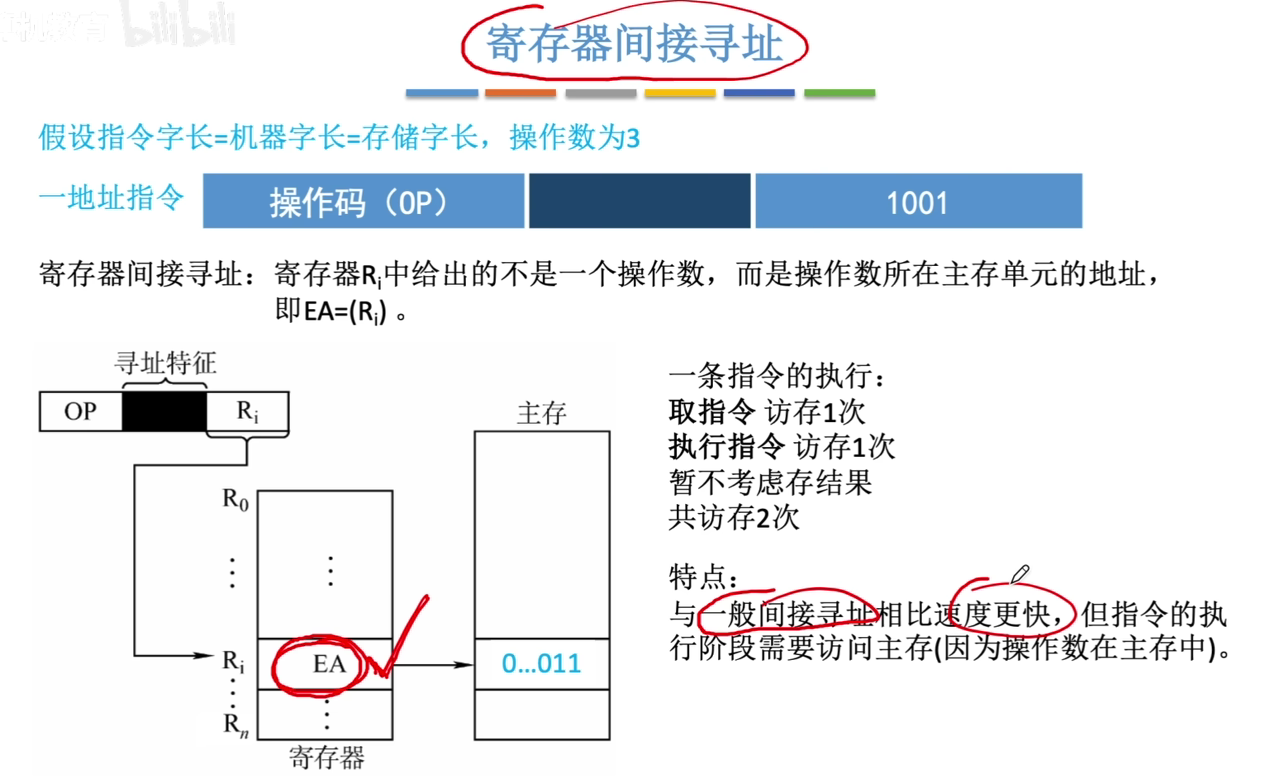 bilibili
寄存器间接寻址
假设指令字长=机器字长=存储字长，操作数为3
一地址指令 操作码（OP） 1001
寄存器间接寻址：寄存器Ri中给出的不是一个操作数，而是操作数所在主存单元的地址，
即EA=(Ri) 。
寻址特征
OP Ri
主存
R0
⋮ ⋮
Ri EA 0…011
⋮ ⋮
Rn
寄存器
一条指令的执行：
取指令 访存1次
执行指令 访存1次
暂不考虑存结果
共访存2次
特点：
与一般间接寻址相比速度更快，但指令的执
行阶段需要访问主存(因为操作数在主存中)。